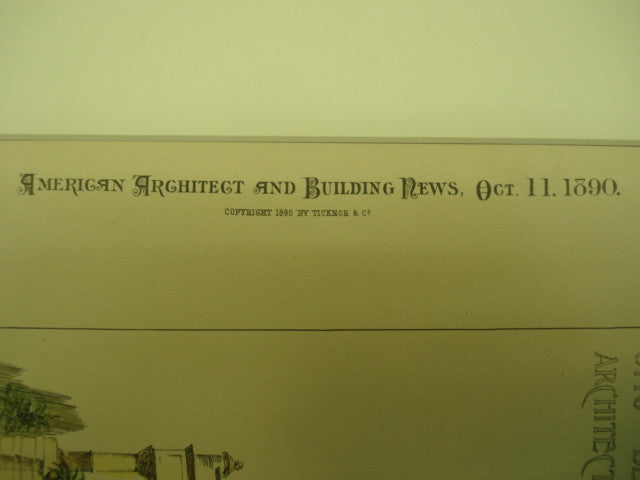 American Architect and Building News, Oct. 11. 1890.
COPYRIGHT 1890 BY TICKNOR & Co
ARCHITECT